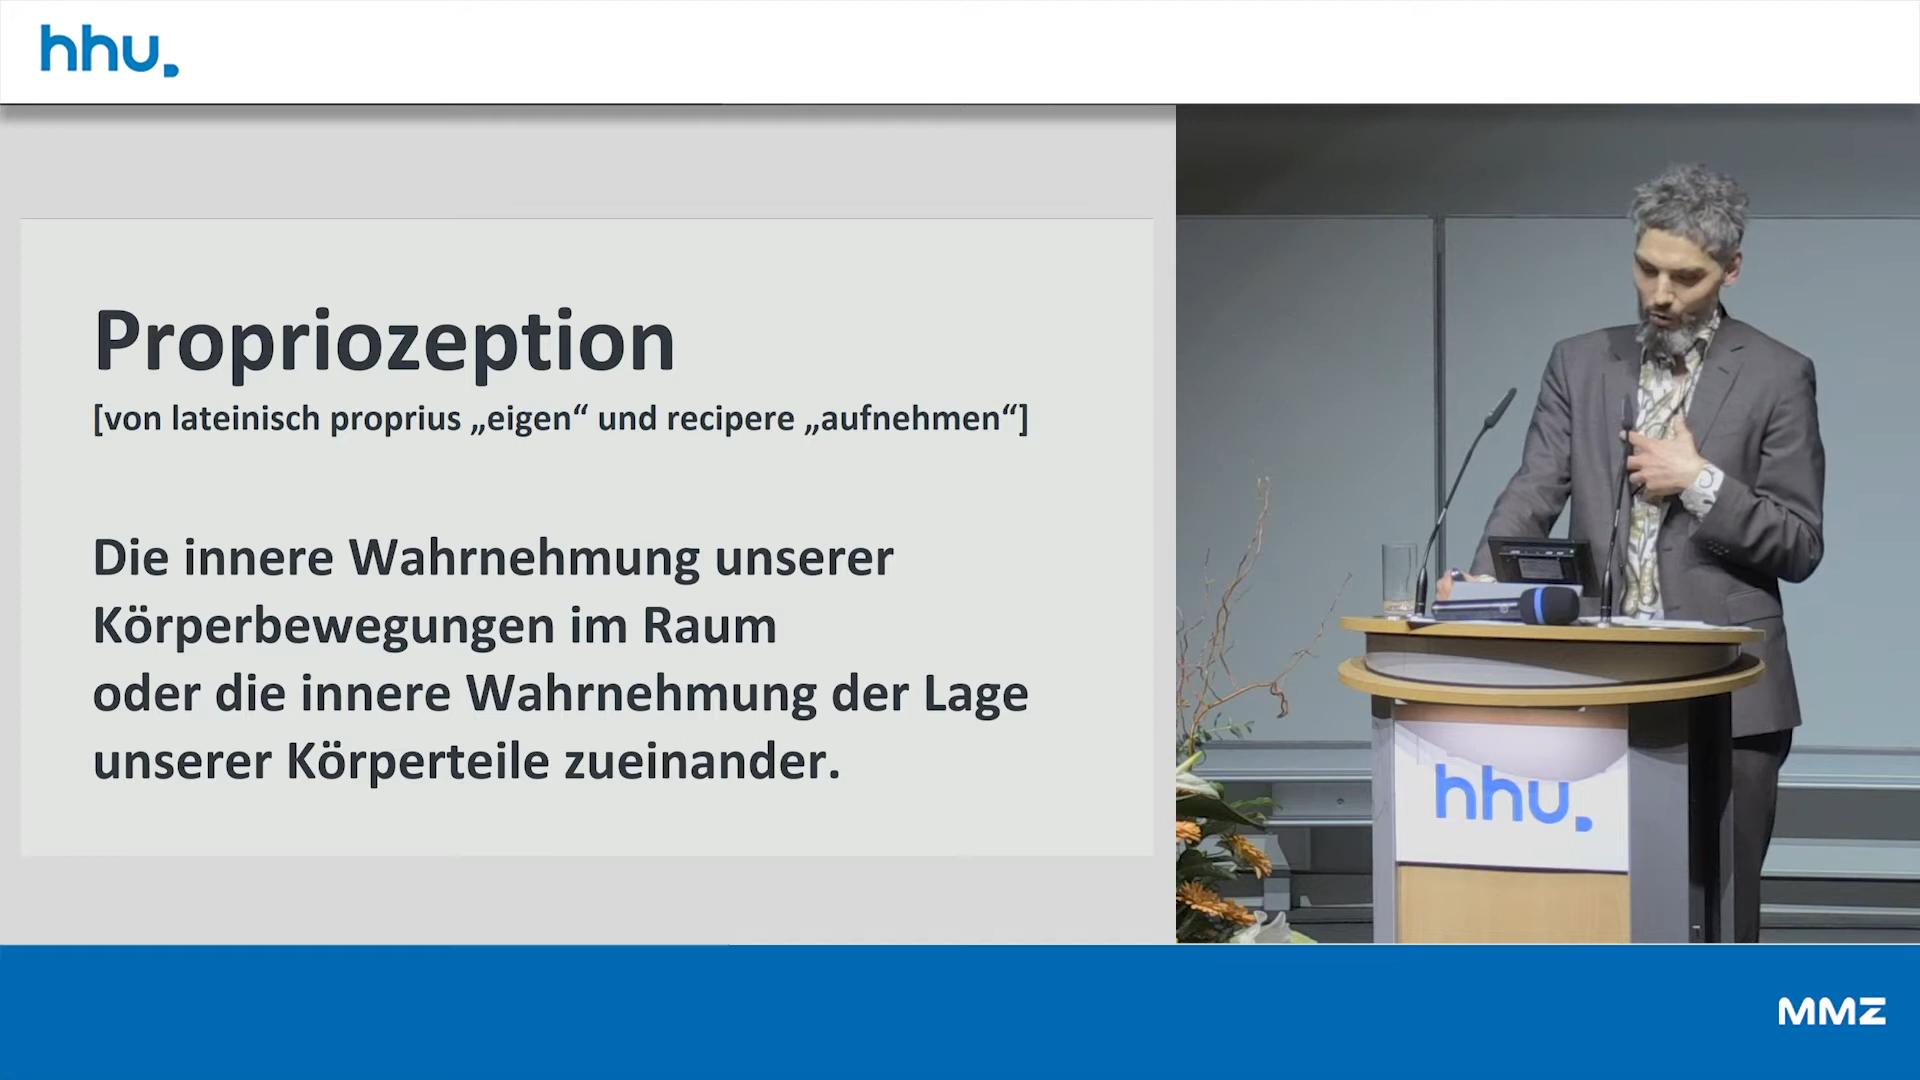 hhu.
Propriozeption
[von lateinisch proprius „eigen“ und recipere „aufnehmen“]
Die innere Wahrnehmung unserer
Körperbewegungen im Raum
oder die innere Wahrnehmung der Lage
unserer Körperteile zueinander.
hhu.
MMZ